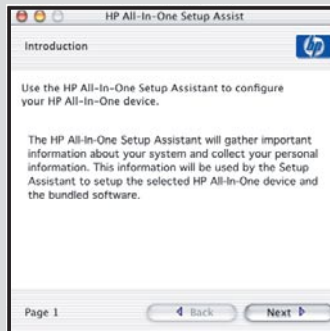 HP All-In-One Setup Assist
Introduction
hp
Use the HP All-In-One Setup Assistant to configure
your HP All-In-One device.
The HP All-In-One Setup Assistant will gather important
information about your system and collect your personal
information. This information will be used by the Setup
Assistant to setup the selected HP All-In-One device and
the bundled software.
Page 1
Back
Next